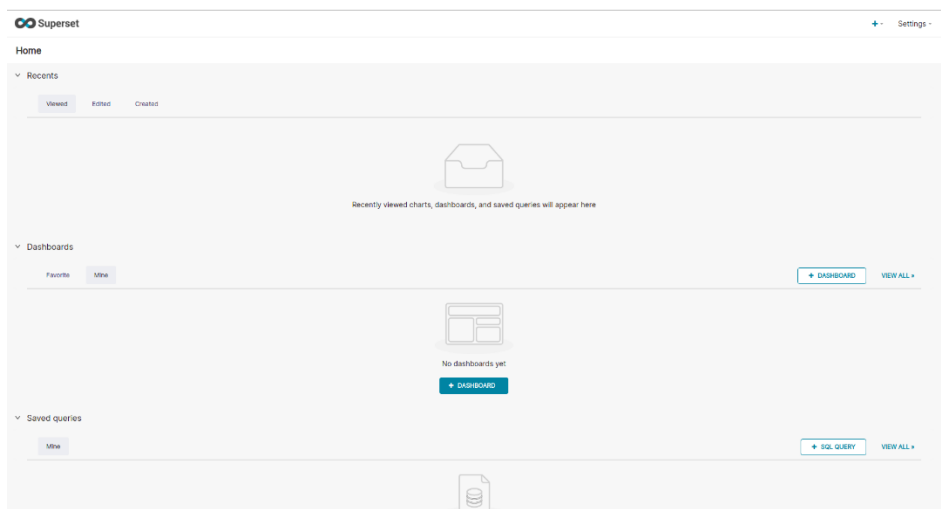 Superset
+ Settings
Home
Recents
Viewed Edited Created
Recently viewed charts, dashboards, and saved queries will appear here
Dashboards
Favorite Mine + DASHBOARD VIEW ALL »
No dashboards yet
+ DASHBOARD
Saved queries
Mine + SQL QUERY VIEW ALL »